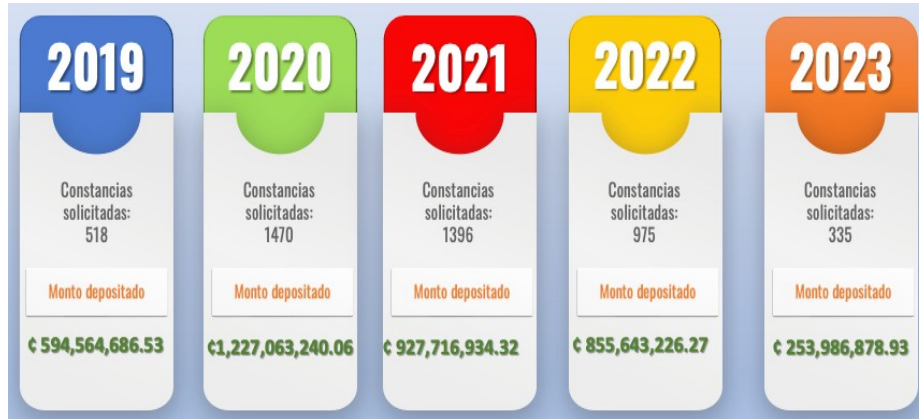 2019
Constancias
solicitadas:
518
Monto depositado
¢ 594,564,686.53
2020
Constancias
solicitadas:
1470
Monto depositado
¢1,227,063,240.06
2021
Constancias
solicitadas:
1396
Monto depositado
¢ 927,716,934.32
2022
Constancias
solicitadas:
975
Monto depositado
¢ 855,643,226.27
2023
Constancias
solicitadas:
335
Monto depositado
¢ 253,986,878.93